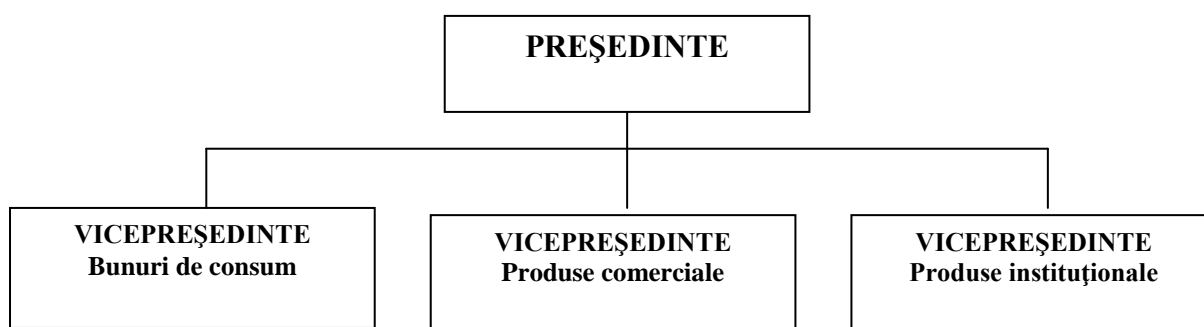 PREŞEDINTE
VICEPREŞEDINTE
Bunuri de consum
VICEPREŞEDINTE
Produse comerciale
VICEPREŞEDINTE
Produse instituţionale